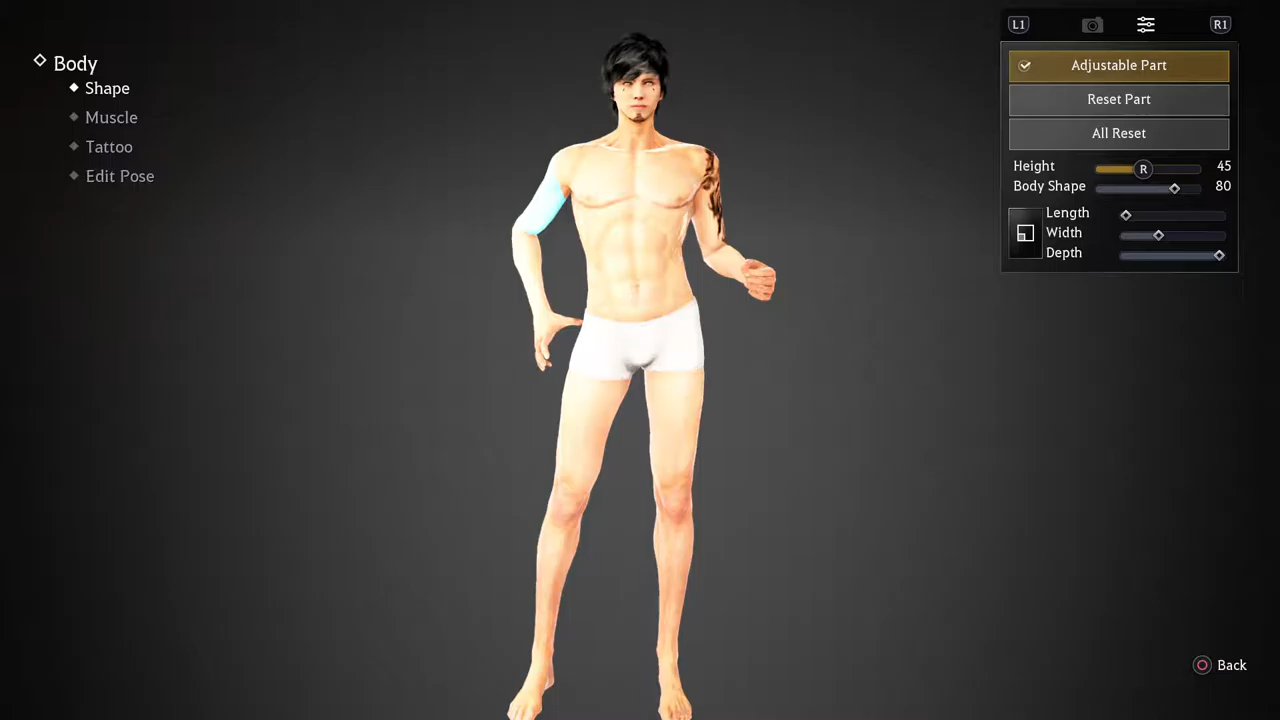 Body
Shape
Muscle
Tattoo
Edit Pose
L1
R1
Adjustable Part
Reset Part
All Reset
Height R 45
Body Shape 80
Length
Width
Depth
Back